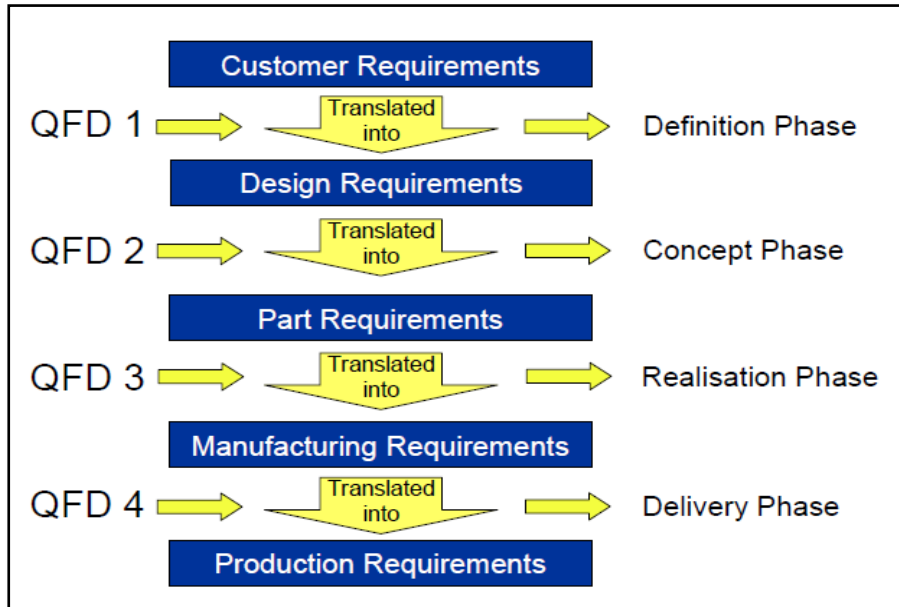 Customer Requirements
QFD 1
Translated
into
Definition Phase
Design Requirements
QFD 2
Translated
into
Concept Phase
Part Requirements
QFD 3
Translated
into
Realisation Phase
Manufacturing Requirements
QFD 4
Translated
into
Delivery Phase
Production Requirements